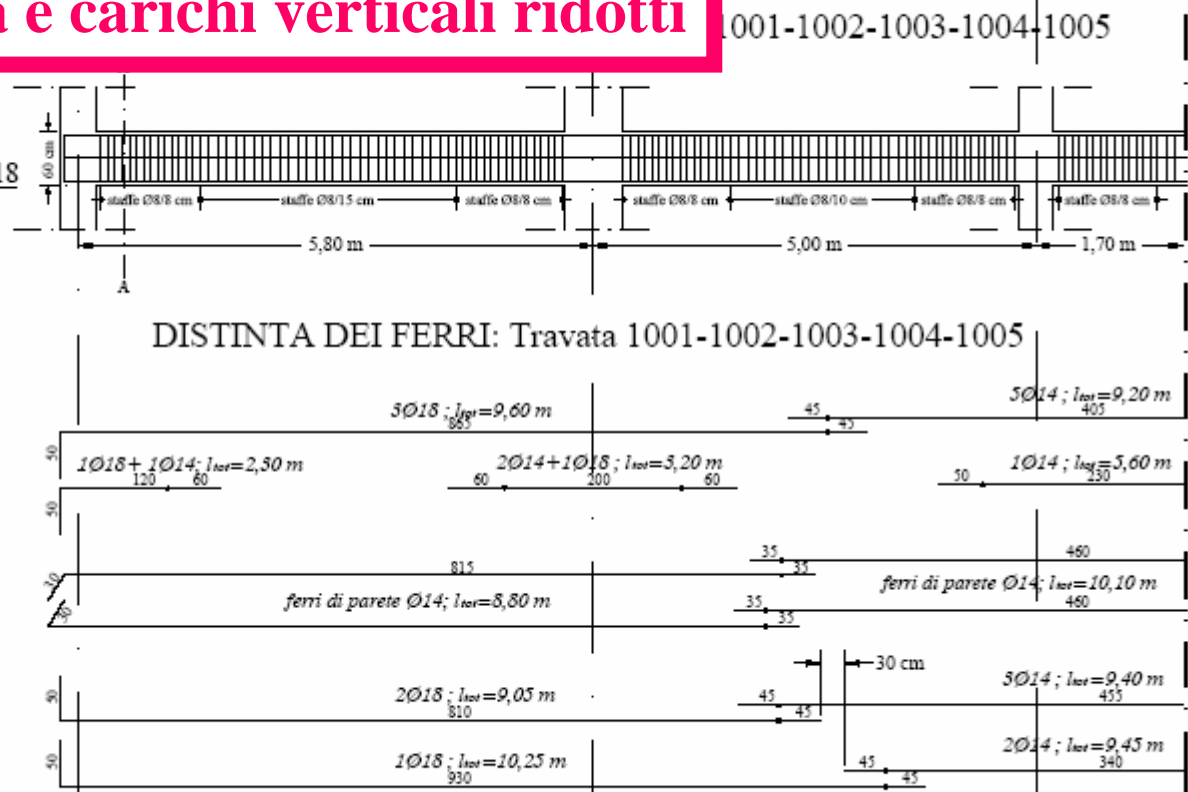 e carichi verticali ridotti
1001-1002-1003-1004-1005
60 cm
18
staffe Ø8/8 cm
staffe Ø8/15 cm
staffe Ø8/8 cm
staffe Ø8/8 cm
staffe Ø8/10 cm
staffe Ø8/8 cm
staffe Ø8/8 cm
5,80 m
5,00 m
1,70 m
A
DISTINTA DEI FERRI: Travata 1001-1002-1003-1004-1005
3Ø18 ; ltot=9,60 m
865
45
45
3Ø14 ; ltot=9,20 m
405
50
1Ø18+ 1Ø14; ltot=2,30 m
120
60
50
2Ø14+1Ø18 ; ltot=3,20 m
60
200
60
1Ø14 ; ltot=5,60 m
50
230
815
35
35
460
30
ferri di parete Ø14; ltot=8,80 m
ferri di parete Ø14; ltot=10,10 m
30
35
35
460
30 cm
50
2Ø18 ; ltot=9,05 m
810
45
45
3Ø14 ; ltot=9,40 m
455
50
1Ø18 ; ltot=10,25 m
930
45
45
2Ø14 ; ltot=9,45 m
340